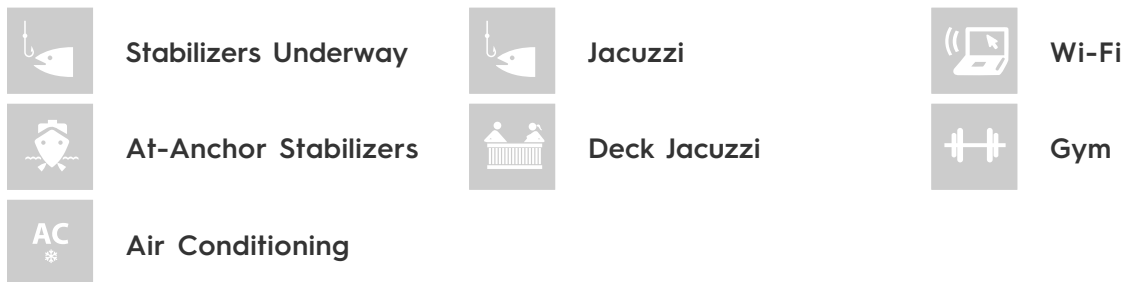 Stabilizers Underway
Jacuzzi
Wi-Fi
At-Anchor Stabilizers
Deck Jacuzzi
Gym
AC
Air Conditioning